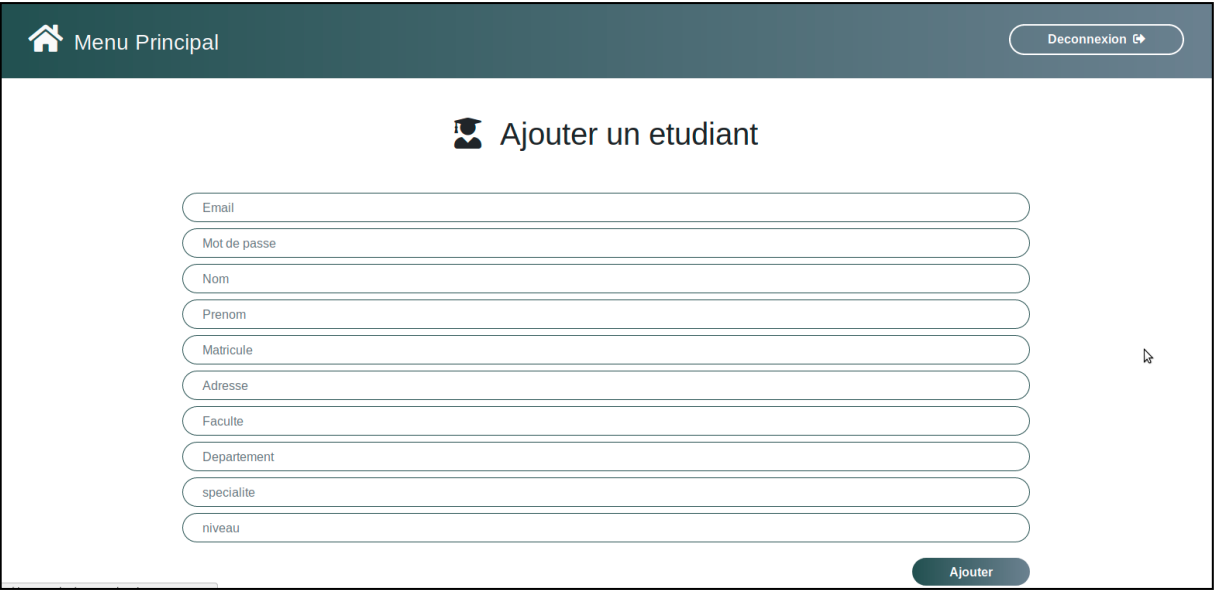 Menu Principal
Deconnexion
Ajouter un etudiant
Email
Mot de passe
Nom
Prenom
Matricule
Adresse
Faculte
Departement
specialite
niveau
Ajouter